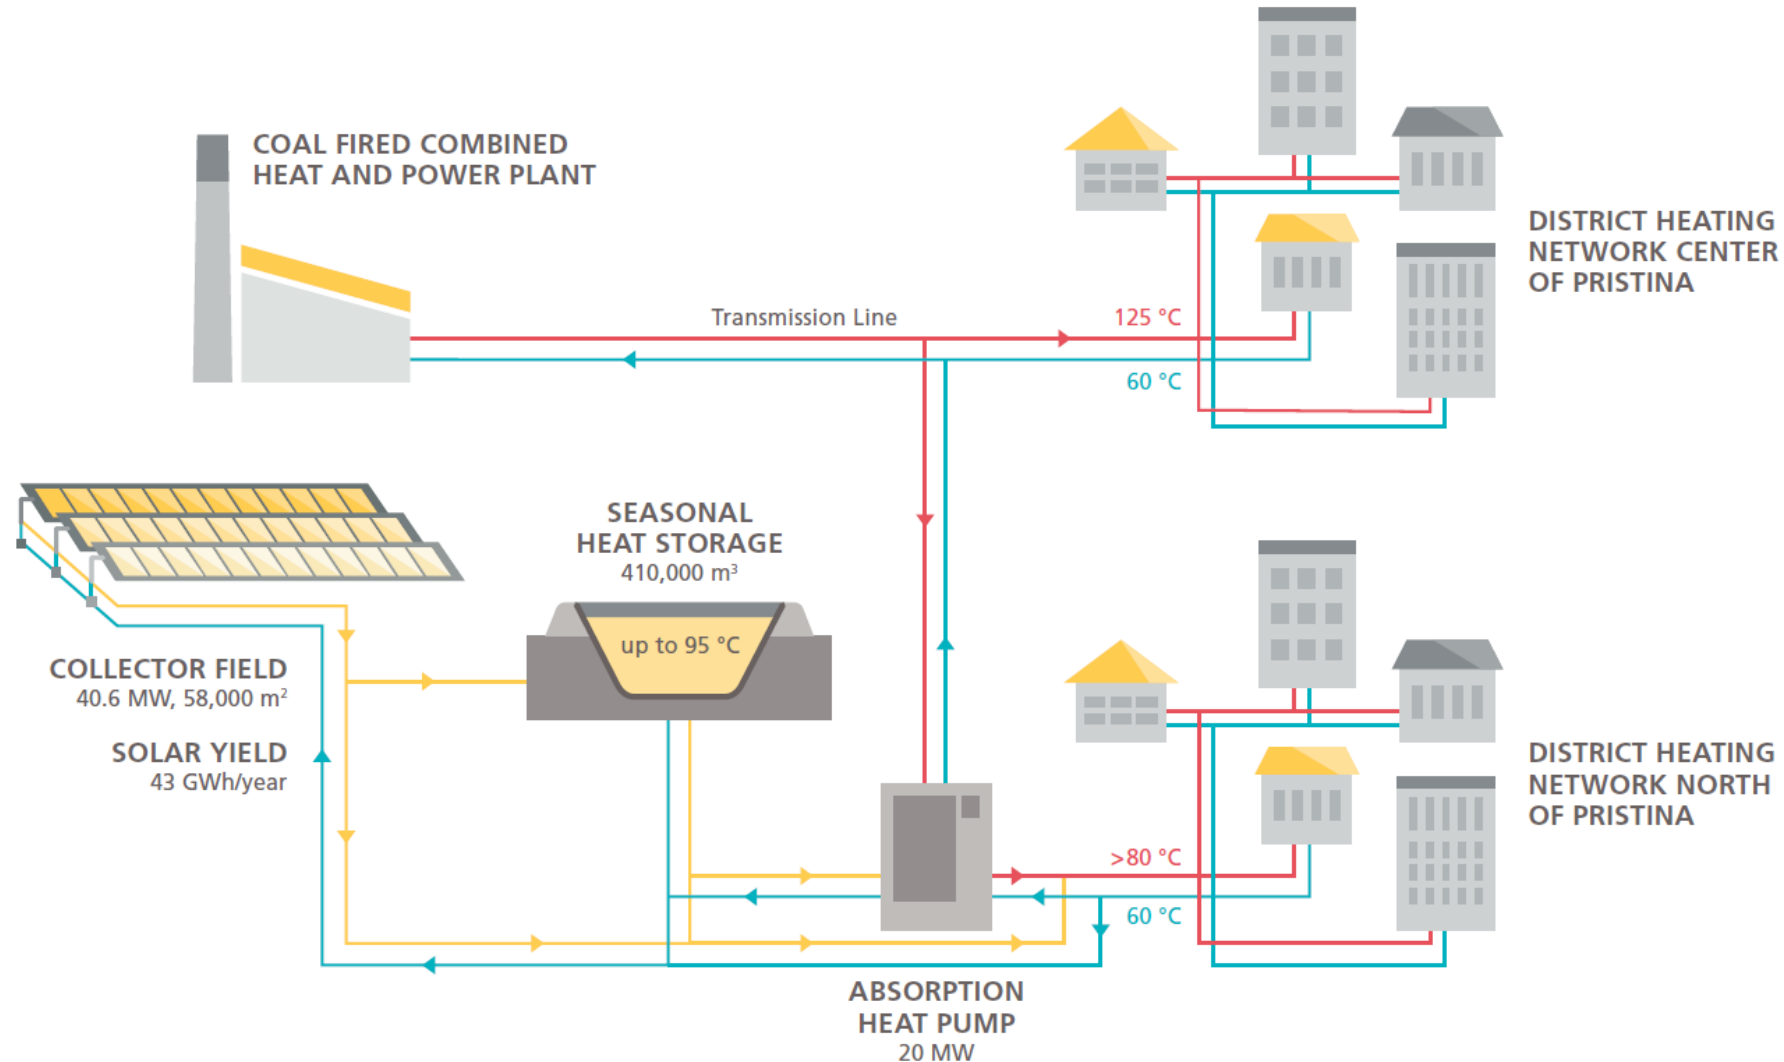 COAL FIRED COMBINED
HEAT AND POWER PLANT
Transmission Line
125 °C
60 °C
DISTRICT HEATING
NETWORK CENTER
OF PRISTINA
SEASONAL
HEAT STORAGE
410,000 m³
up to 95 °C
COLLECTOR FIELD
40.6 MW, 58,000 m²
SOLAR YIELD
43 GWh/year
>80 °C
60 °C
DISTRICT HEATING
NETWORK NORTH
OF PRISTINA
ABSORPTION
HEAT PUMP
20 MW